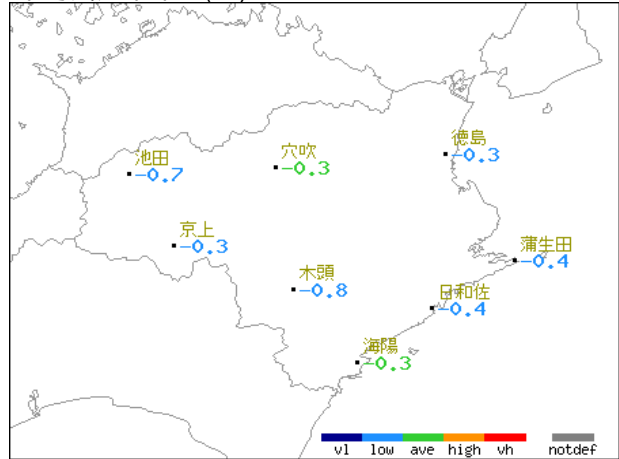 徳島
-0.3
穴吹
-0.3
池田
-0.7
京上
-0.3
蒲生田
-0.4
木頭
-0.8
日和佐
-0.4
海陽
-0.3
vl low ave high vh notdef